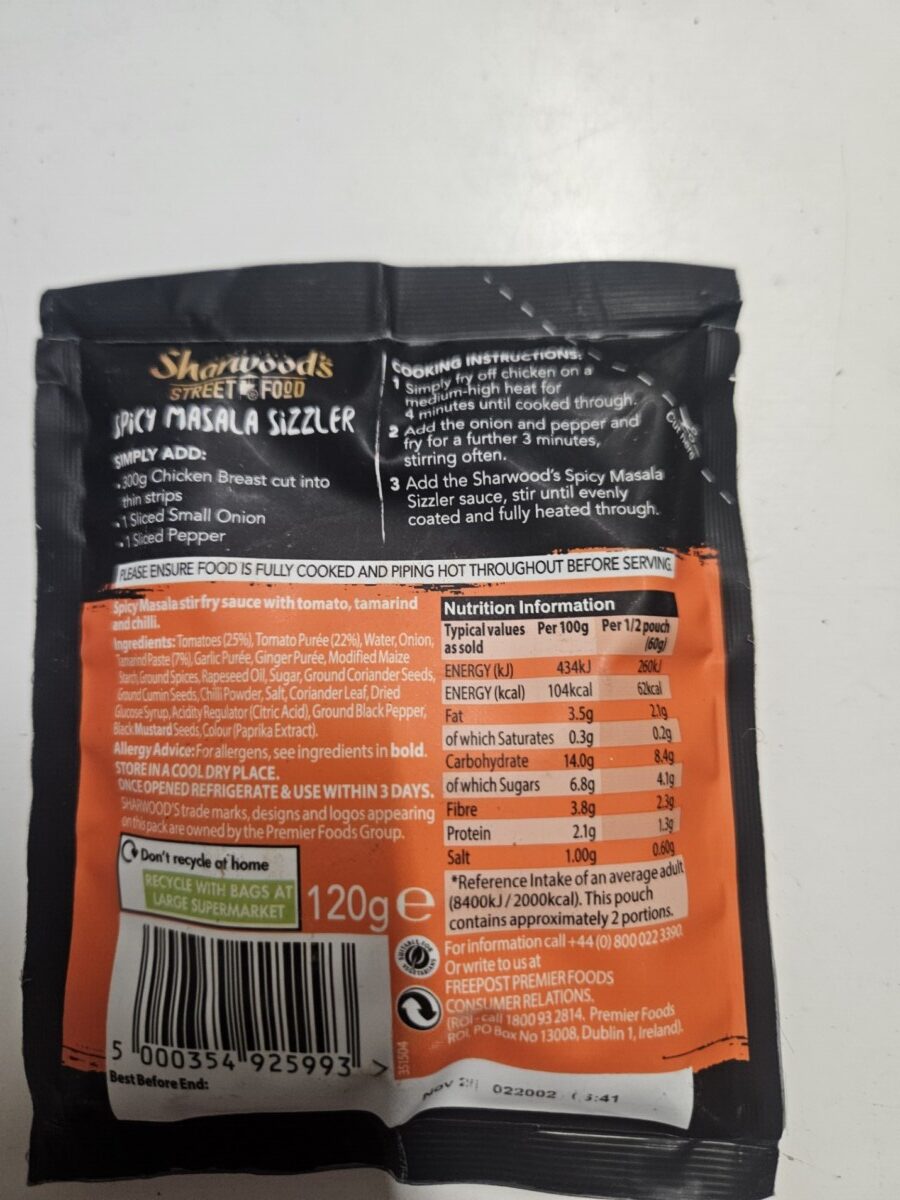 Sharwood's
STREET FOOD
SPICY MASALA SIZZLER
SIMPLY ADD:
• 300g Chicken Breast cut into
thin strips
• 1 Sliced Small Onion
• 1 Sliced Pepper
COOKING INSTRUCTIONS:
1 Simply fry off chicken on a
medium-high heat for
4 minutes until cooked through.
2 Add the onion and pepper and
fry for a further 3 minutes,
stirring often.
3 Add the Sharwood's Spicy Masala
Sizzler sauce, stir until evenly
coated and fully heated through.
Cut Here
PLEASE ENSURE FOOD IS FULLY COOKED AND PIPING HOT THROUGHOUT BEFORE SERVING.
Spicy Masala stir fry sauce with tomato, tamarind
and chilli.
Ingredients: Tomatoes (25%), Tomato Purée (22%), Water, Onion,
Tamarind Paste (7%), Garlic Purée, Ginger Purée, Modified Maize
Starch, Ground Spices, Rapeseed Oil, Sugar, Ground Coriander Seeds,
Ground Cumin Seeds, Chilli Powder, Salt, Coriander Leaf, Dried
Glucose Syrup, Acidity Regulator (Citric Acid), Ground Black Pepper,
Black Mustard Seeds, Colour (Paprika Extract).
Allergy Advice: For allergens, see ingredients in bold.
STORE IN A COOL DRY PLACE.
ONCE OPENED REFRIGERATE & USE WITHIN 3 DAYS.
SHARWOOD'S trade marks, designs and logos appearing
on this pack are owned by the Premier Foods Group.
Don't recycle at home
RECYCLE WITH BAGS AT
LARGE SUPERMARKET
120g e
5 000354 925993 >
Best Before End:
Nutrition Information
Typical values as sold Per 100g Per 1/2 pouch (60g)
ENERGY (kJ) 434kJ 260kJ
ENERGY (kcal) 104kcal 62kcal
Fat 3.5g 2.1g
of which Saturates 0.3g 0.2g
Carbohydrate 14.0g 8.4g
of which Sugars 6.8g 4.1g
Fibre 3.8g 2.3g
Protein 2.1g 1.3g
Salt 1.00g 0.60g
*Reference Intake of an average adult
(8400kJ / 2000kcal). This pouch
contains approximately 2 portions.
SUITABLE FOR VEGETARIANS
For information call +44 (0) 800 022 3390.
Or write to us at
FREEPOST PREMIER FOODS
CONSUMER RELATIONS.
(ROI - call 1800 93 2814. Premier Foods
ROI, PO Box No 13008, Dublin 1, Ireland).
351504
NOV 022002 :41